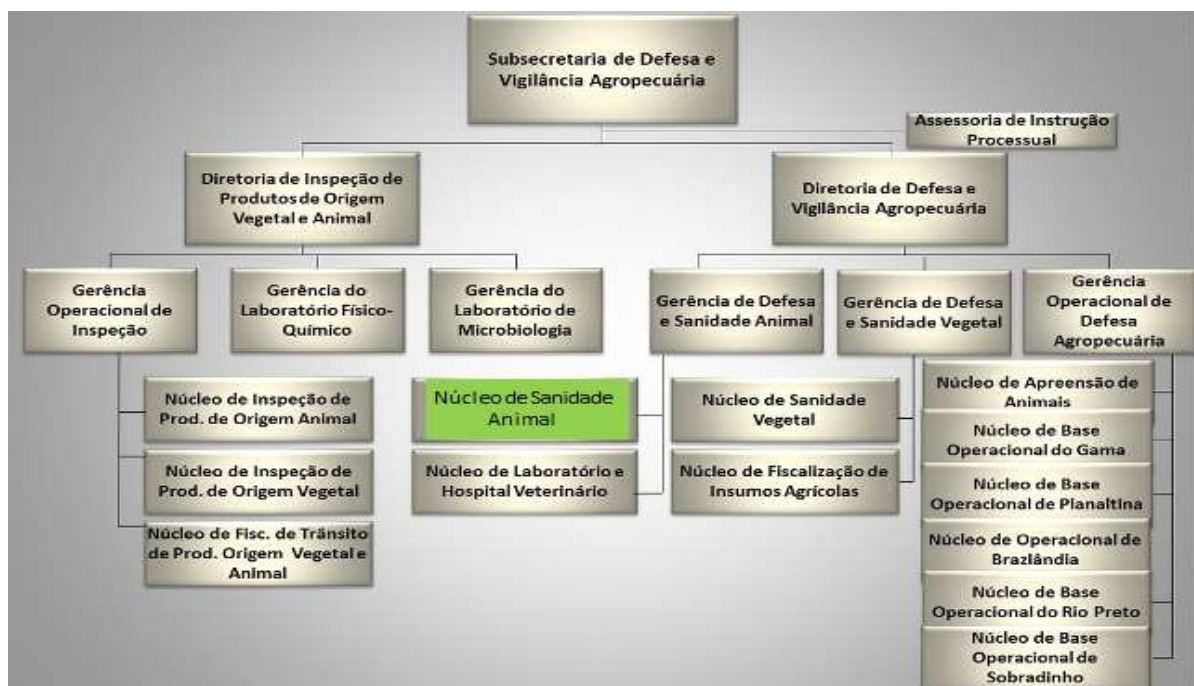 Subsecretaria de Defesa e
Vigilância Agropecuária
Assessoria de Instrução
Processual
Diretoria de Inspeção de
Produtos de Origem
Vegetal e Animal
Diretoria de Defesa e
Vigilância Agropecuária
Gerência
Operacional de
Inspeção
Gerência do
Laboratório Físico-
Químico
Gerência do
Laboratório de
Microbiologia
Gerência de Defesa
e Sanidade Animal
Gerência de Defesa
e Sanidade Vegetal
Gerência
Operacional de
Defesa
Agropecuária
Núcleo de Inspeção de
Prod. de Origem Animal
Núcleo de Inspeção de
Prod. de Origem Vegetal
Núcleo de Fisc. de Trânsito
de Prod. Origem Vegetal e
Animal
Núcleo de Sanidade
Animal
Núcleo de Laboratório e
Hospital Veterinário
Núcleo de Sanidade
Vegetal
Núcleo de Fiscalização de
Insumos Agrícolas
Núcleo de Apreensão de
Animais
Núcleo de Base
Operacional do Gama
Núcleo de Base
Operacional de Planaltina
Núcleo de Operacional de
Brazlândia
Núcleo de Base
Operacional do Rio Preto
Núcleo de Base
Operacional de
Sobradinho